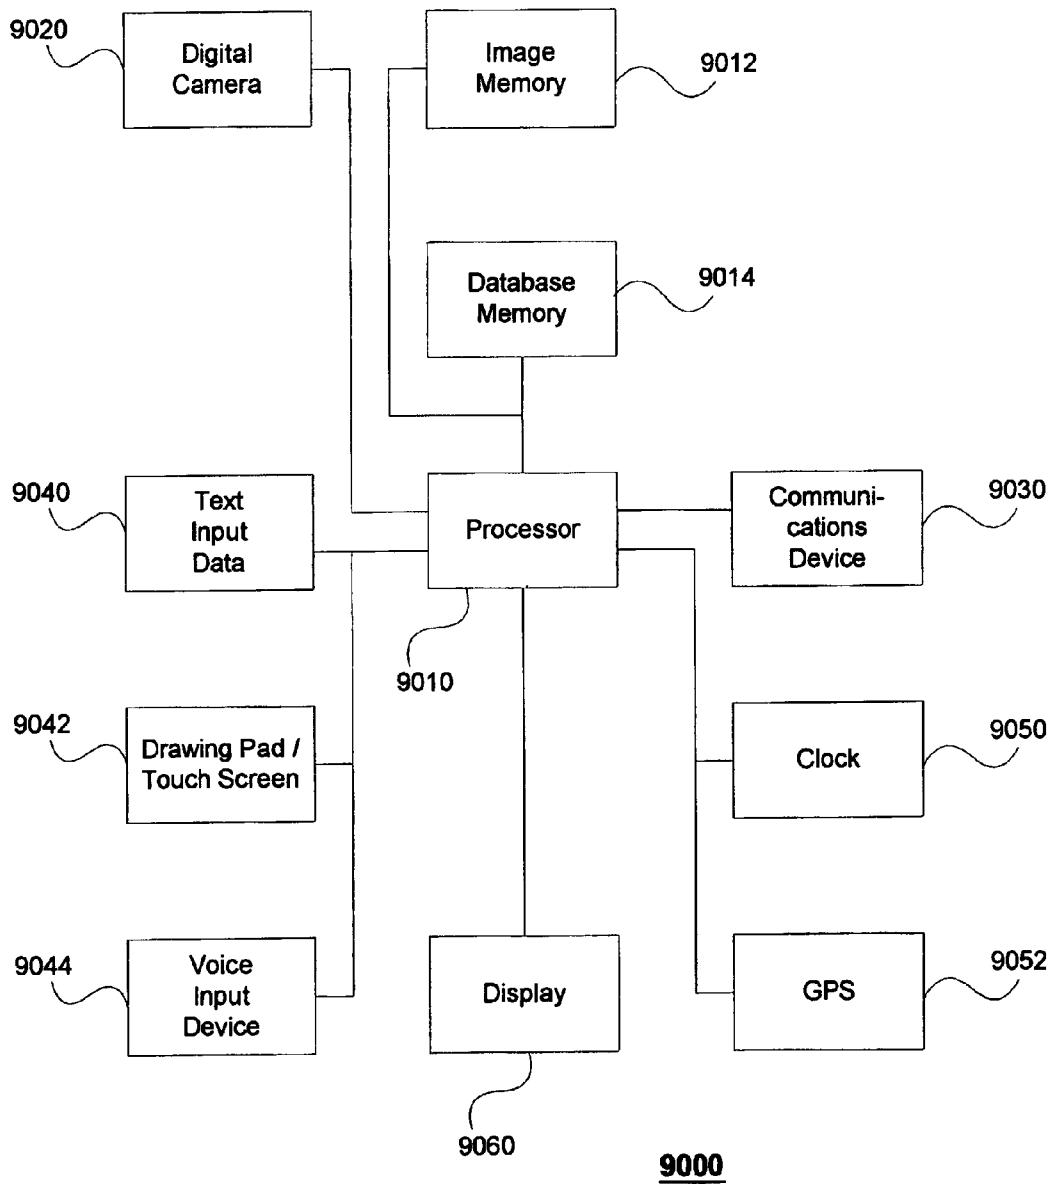 9020
Digital
Camera
Image
Memory
9012
Database
Memory
9014
9040
Text
Input
Data
Processor
9010
Communi-
cations
Device
9030
9042
Drawing Pad /
Touch Screen
Clock
9050
9044
Voice
Input
Device
Display
9060
GPS
9052
9000